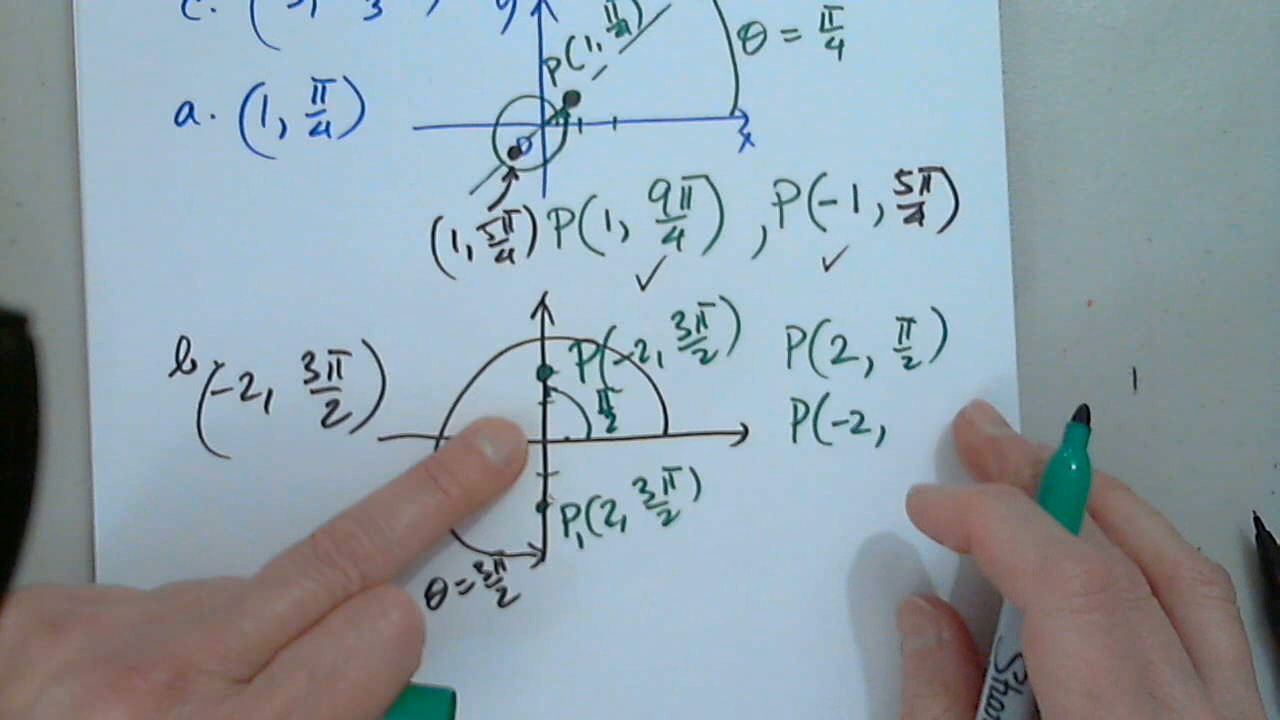 c. (
y
P(1, π/4)
θ = π/4
a. (1, π/4)
x
(1, 5π/4) P(1, 9π/4) , P(-1, 5π/4)
✓ ✓
b. (-2, 3π/2)
P(-2, 3π/2) P(2, π/2)
π/2
P(-2,
P₁(2, 3π/2)
θ = 3π/2
Sha